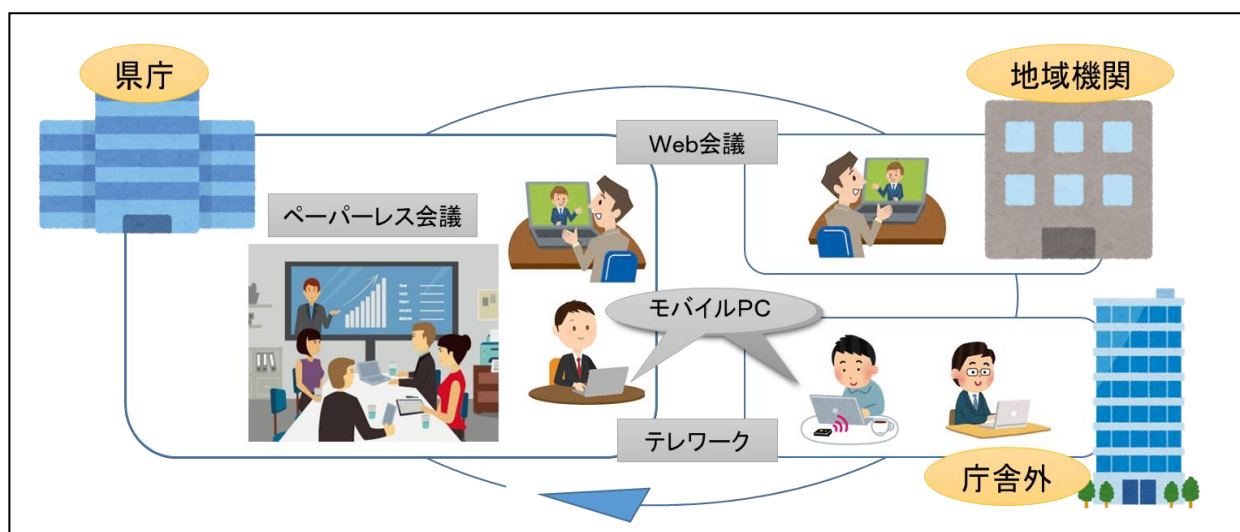 県庁
地域機関
Web会議
ペーパーレス会議
モバイルPC
テレワーク
庁舎外